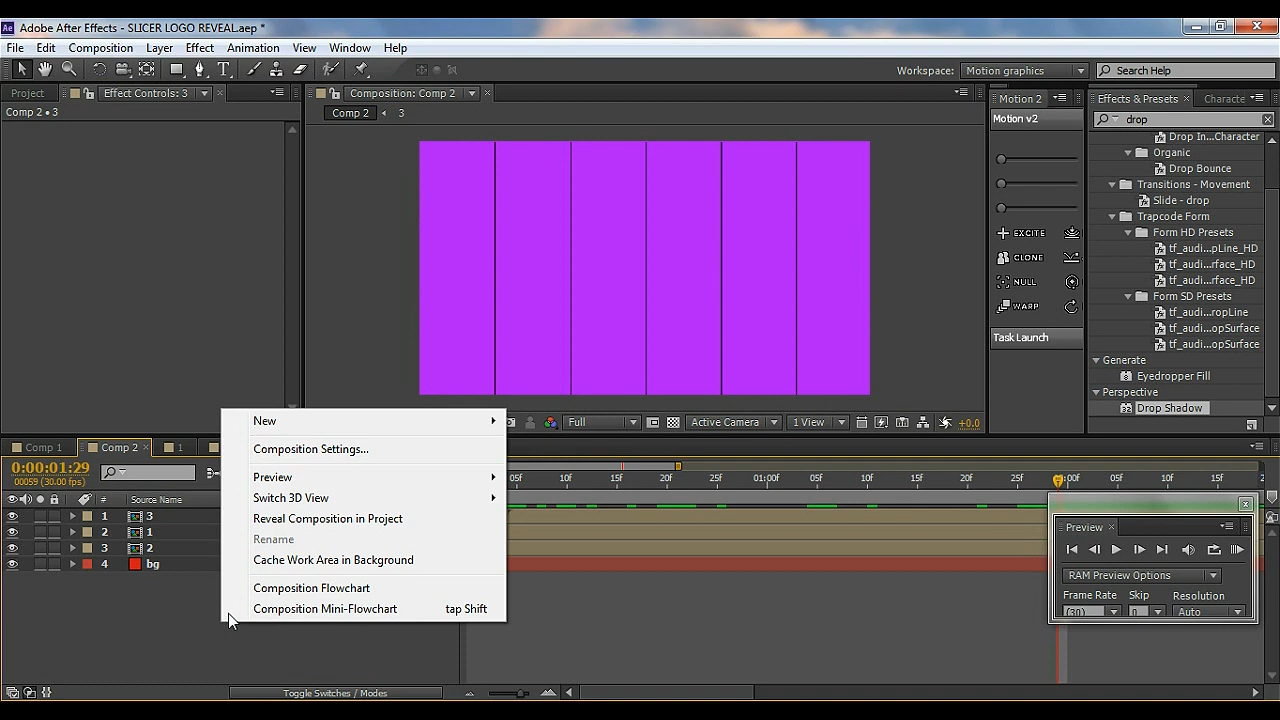 Ae Adobe After Effects - SLICER LOGO REVEAL.aep *
File Edit Composition Layer Effect Animation View Window Help
Workspace: Motion graphics Search Help
Project Effect Controls: 3
Composition: Comp 2
Motion 2
Effects & Presets Characte
Comp 2 • 3
Comp 2 3
Motion v2
drop
Drop In...Character
Organic
Drop Bounce
Transitions - Movement
Slide - drop
Trapcode Form
Form HD Presets
EXCITE
tf_audi...pLine_HD
CLONE
tf_audi...rface_HD
NULL
tf_audi...rface_HD
Form SD Presets
WARP
tf_audi...ropLine
tf_audi...opSurface
Task Launch
tf_audi...opSurface
Generate
Eyedropper Fill
Perspective
Drop Shadow
New
Full Active Camera 1 View +0.0
Comp 1 Comp 2 1
Composition Settings...
0:00:01:29
00059 (30.00 fps)
Preview
05f 10f 15f 20f 25f 01:00f 05f 10f 15f 20f 25f :00f 05f 10f 15f
Switch 3D View
# Source Name
Reveal Composition in Project
1 3
Rename
2 1
Cache Work Area in Background
3 2
4 bg
Composition Flowchart
Composition Mini-Flowchart tap Shift
Preview
RAM Preview Options
Frame Rate Skip Resolution
(30) 0 Auto
Toggle Switches / Modes